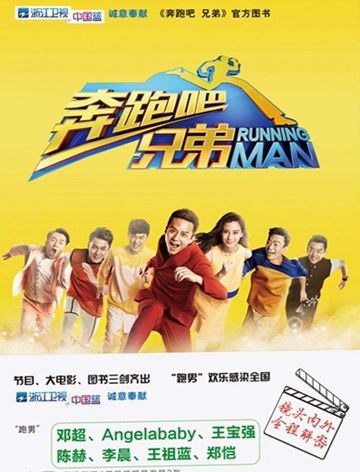 浙江卫视 中国蓝 诚意奉献 《奔跑吧 兄弟》官方图书
奔跑吧
兄弟
RUNNING
MAN
节目、大电影、图书三剑齐出 “跑男”欢乐感染全国
浙江卫视 中国蓝 诚意奉献
镜头内外
全程解密
“跑男”
邓超、Angelababy、王宝强
陈赫、李晨、王祖蓝、郑恺